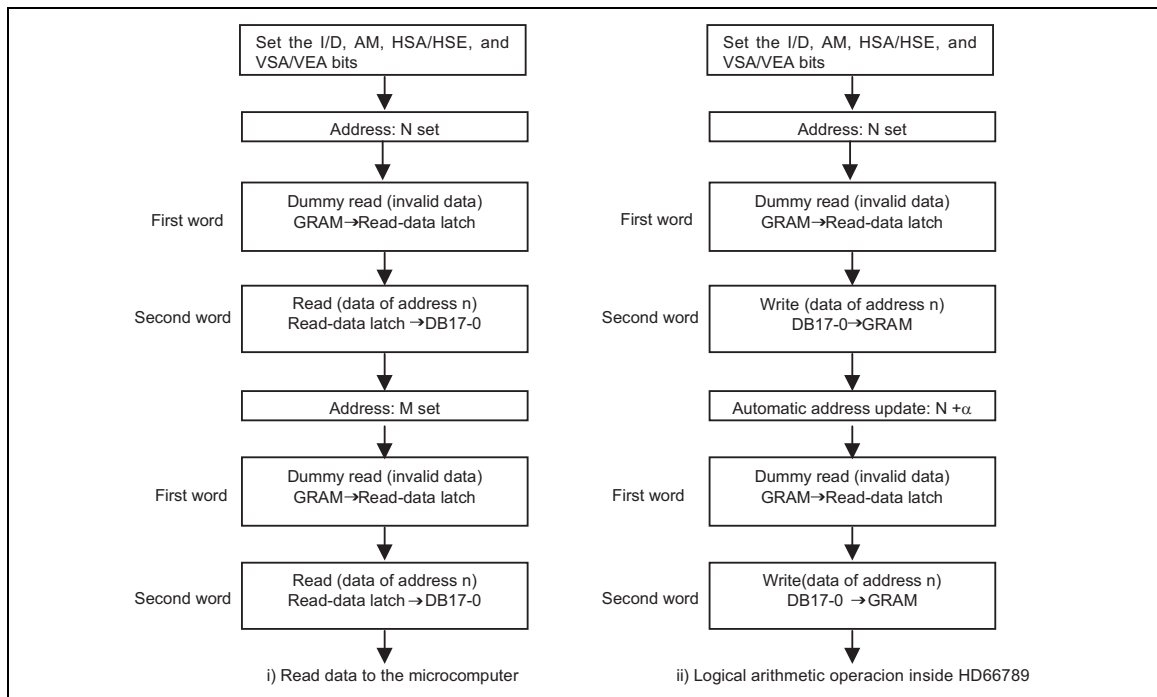 Set the I/D, AM, HSA/HSE, and
VSA/VEA bits
Address: N set
First word
Dummy read (invalid data)
GRAM→Read-data latch
Second word
Read (data of address n)
Read-data latch →DB17-0
Address: M set
First word
Dummy read (invalid data)
GRAM→Read-data latch
Second word
Read (data of address n)
Read-data latch →DB17-0
i) Read data to the microcomputer
Set the I/D, AM, HSA/HSE, and
VSA/VEA bits
Address: N set
First word
Dummy read (invalid data)
GRAM→Read-data latch
Second word
Write (data of address n)
DB17-0→GRAM
Automatic address update: N +α
First word
Dummy read (invalid data)
GRAM→Read-data latch
Second word
Write(data of address n)
DB17-0 →GRAM
ii) Logical arithmetic operacion inside HD66789